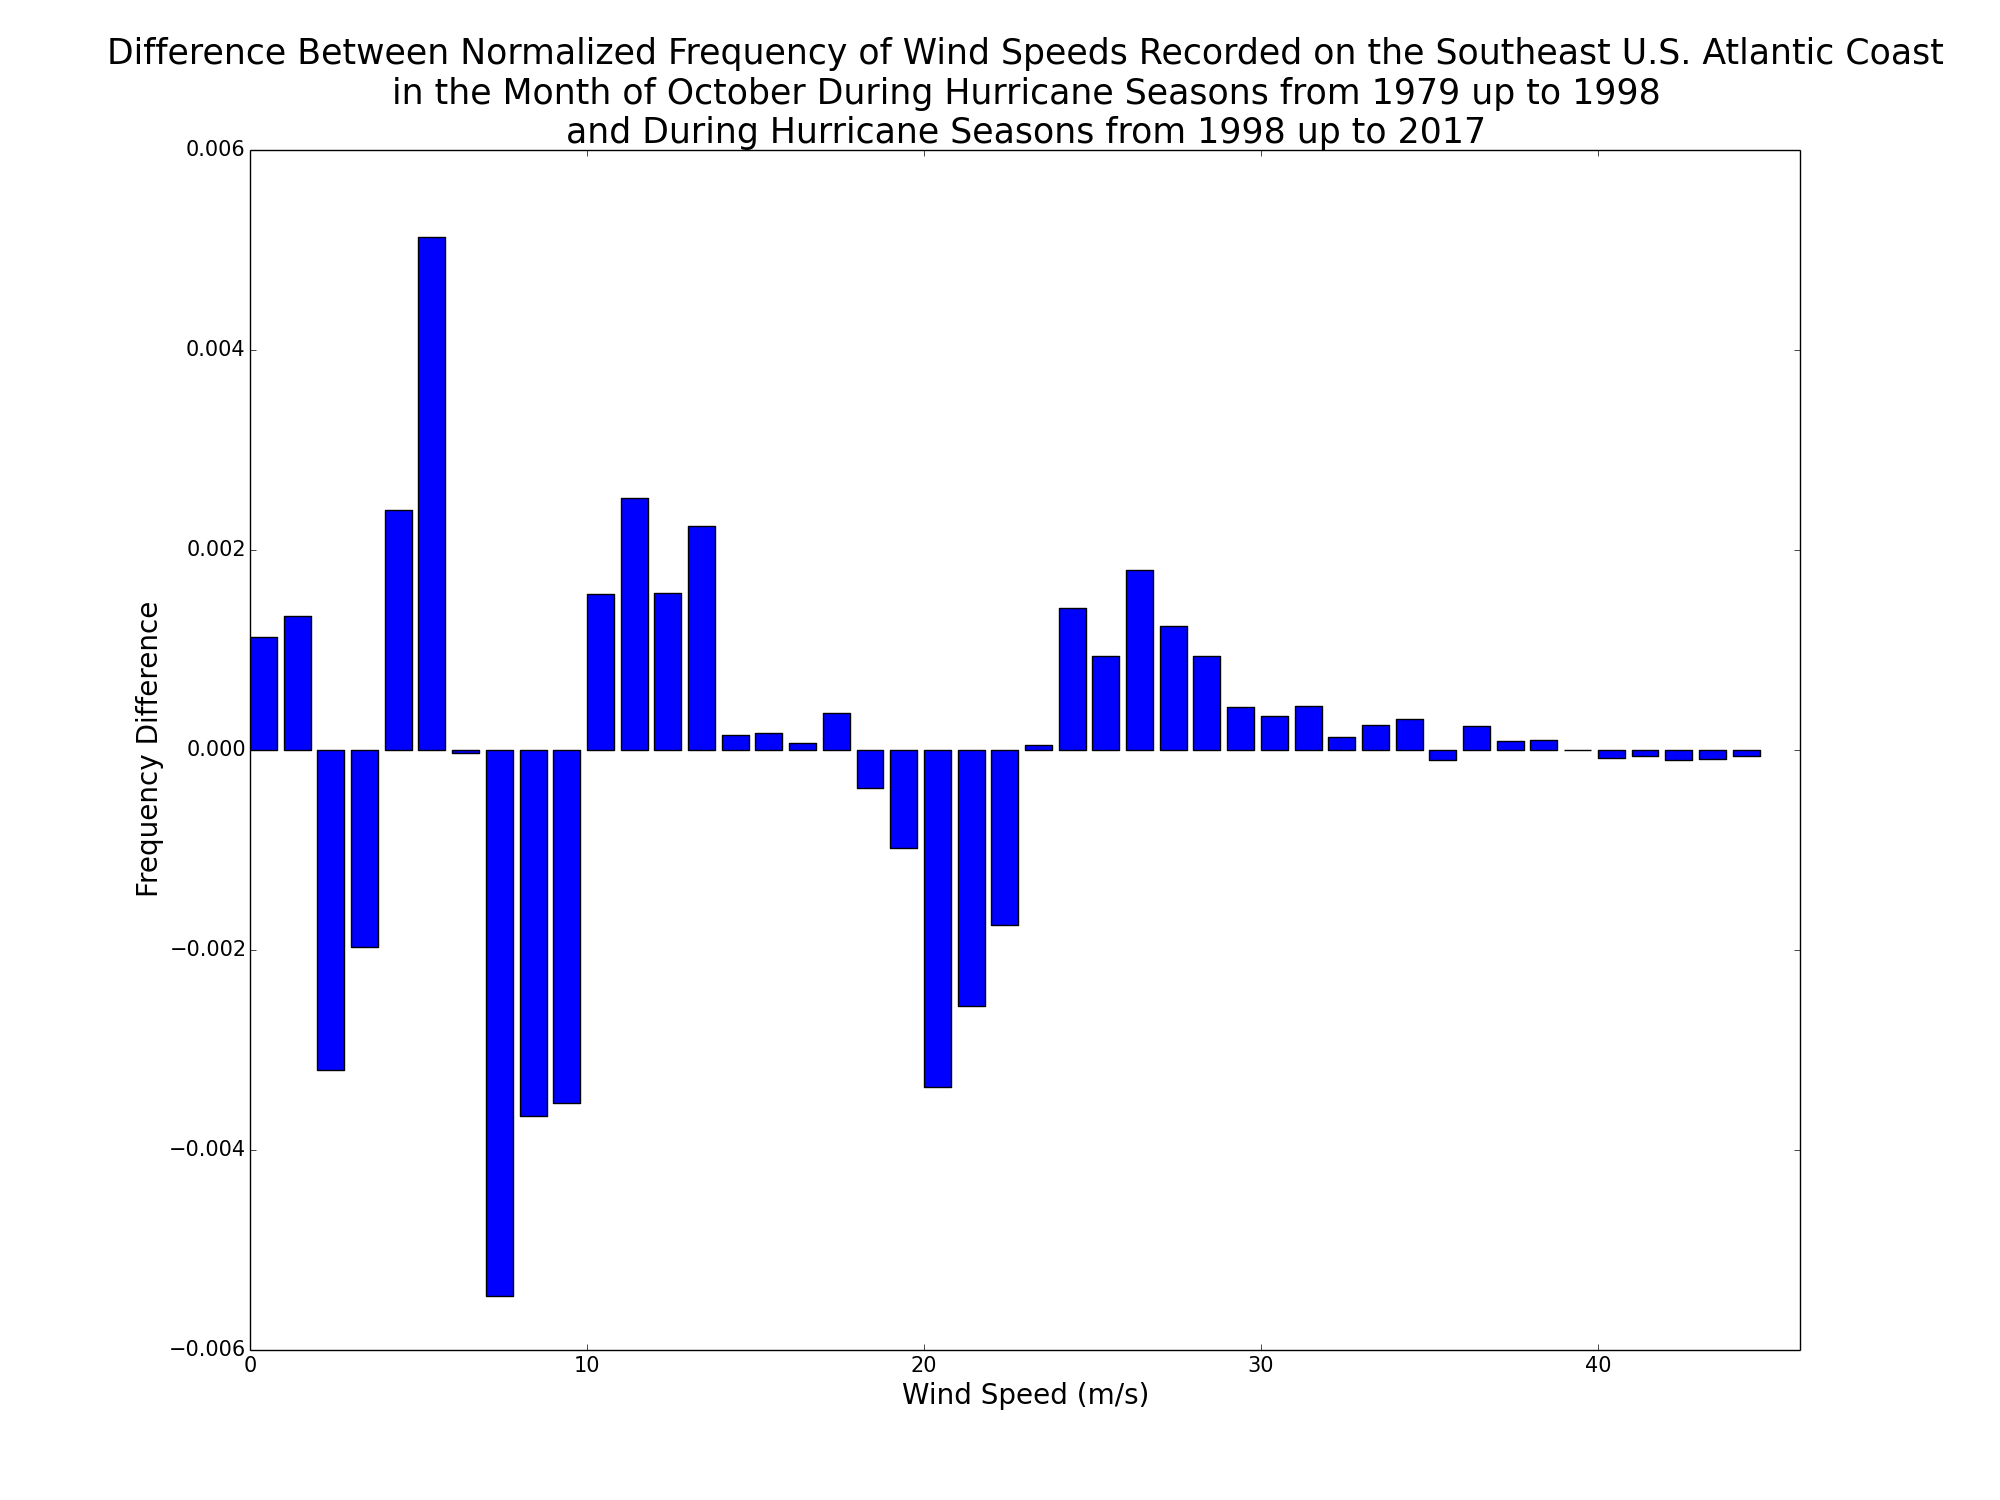 Difference Between Normalized Frequency of Wind Speeds Recorded on the Southeast U.S. Atlantic Coast
in the Month of October During Hurricane Seasons from 1979 up to 1998
and During Hurricane Seasons from 1998 up to 2017
0.006
0.004
0.002
0.000
−0.002
−0.004
−0.006
Frequency Difference
0 10 20 30 40
Wind Speed (m/s)